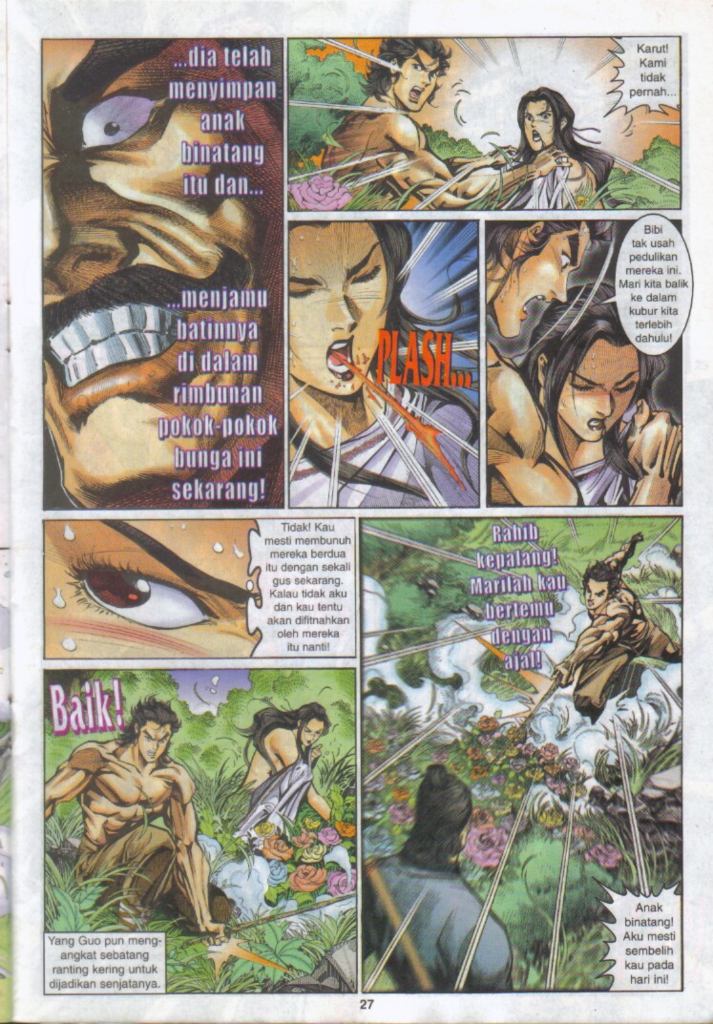 ...dia telah
menyimpan
anak
binatang
itu dan...
...menjamu
batinnya
di dalam
rimbunan
pokok-pokok
bunga ini
sekarang!
Karut!
Kami
tidak
pernah...
PLASH...
Bibi
tak usah
pedulikan
mereka ini.
Mari kita
balik ke
dalam
kubur kita
terlebih
dahulu!
Tidak! Kau
mesti membunuh
mereka berdua
itu dengan sekali
gus sekarang.
Kalau tidak aku
dan kau tentu
akan difitnahkan
oleh mereka
itu nanti!
Baik!
Yang Guo pun meng-
angkat sebatang
ranting kering untuk
dijadikan senjatanya.
Rahib
kepalang!
Marilah kau
bertemu
dengan
ajal!
Anak
binatang!
Aku mesti
sembelih
kau pada
hari ini!
27